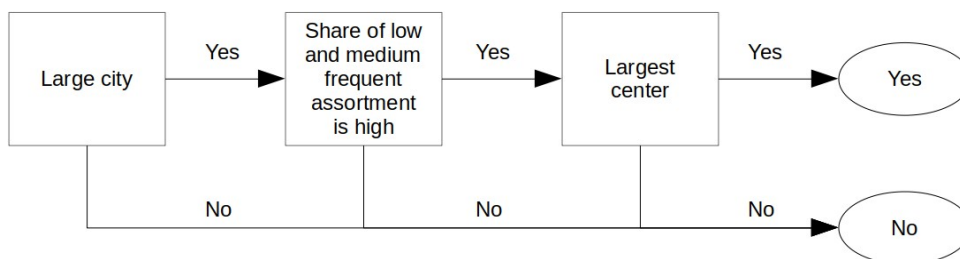 Large city
Yes
Share of low
and medium
frequent
assortment
is high
Yes
Largest
center
Yes
Yes
No
No
No
No